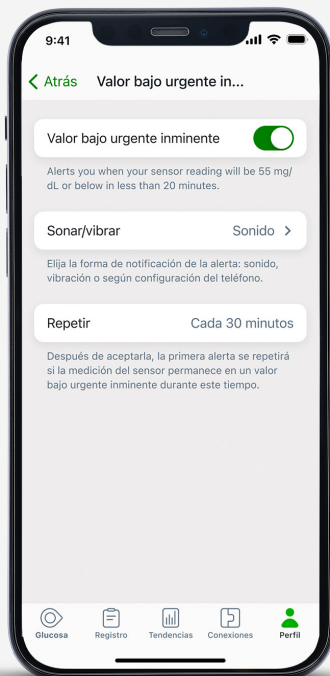 9:41
Atrás Valor bajo urgente in...
Valor bajo urgente inminente
Alerts you when your sensor reading will be 55 mg/
dL or below in less than 20 minutes.
Sonar/vibrar Sonido >
Elija la forma de notificación de la alerta: sonido,
vibración o según configuración del teléfono.
Repetir Cada 30 minutos
Después de aceptarla, la primera alerta se repetirá
si la medición del sensor permanece en un valor
bajo urgente inminente durante este tiempo.
Glucosa Registro Tendencias Conexiones Perfil